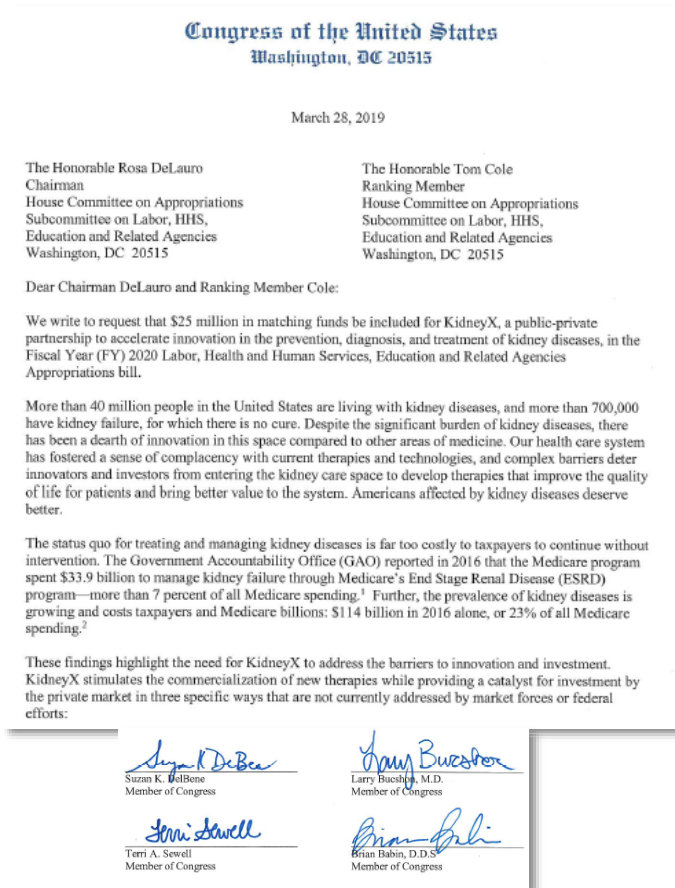 Congress of the United States
Washington, DC 20515
March 28, 2019
The Honorable Rosa DeLauro
Chairman
House Committee on Appropriations
Subcommittee on Labor, HHS,
Education and Related Agencies
Washington, DC 20515
The Honorable Tom Cole
Ranking Member
House Committee on Appropriations
Subcommittee on Labor, HHS,
Education and Related Agencies
Washington, DC 20515
Dear Chairman DeLauro and Ranking Member Cole:
We write to request that $25 million in matching funds be included for KidneyX, a public-private
partnership to accelerate innovation in the prevention, diagnosis, and treatment of kidney diseases, in the
Fiscal Year (FY) 2020 Labor, Health and Human Services, Education and Related Agencies
Appropriations bill.
More than 40 million people in the United States are living with kidney diseases, and more than 700,000
have kidney failure, for which there is no cure. Despite the significant burden of kidney diseases, there
has been a dearth of innovation in this space compared to other areas of medicine. Our health care system
has fostered a sense of complacency with current therapies and technologies, and complex barriers deter
innovators and investors from entering the kidney care space to develop therapies that improve the quality
of life for patients and bring better value to the system. Americans affected by kidney diseases deserve
better.
The status quo for treating and managing kidney diseases is far too costly to taxpayers to continue without
intervention. The Government Accountability Office (GAO) reported in 2016 that the Medicare program
spent $33.9 billion to manage kidney failure through Medicare's End Stage Renal Disease (ESRD)
program—more than 7 percent of all Medicare spending.¹ Further, the prevalence of kidney diseases is
growing and costs taxpayers and Medicare billions: $114 billion in 2016 alone, or 23% of all Medicare
spending.²
These findings highlight the need for KidneyX to address the barriers to innovation and investment.
KidneyX stimulates the commercialization of new therapies while providing a catalyst for investment by
the private market in three specific ways that are not currently addressed by market forces or federal
efforts:
Suzan K DelBene
Suzan K. DelBene
Member of Congress
Larry Bucshon
Larry Bucshon, M.D.
Member of Congress
Terri Sewell
Terri A. Sewell
Member of Congress
Brian Babin
Brian Babin, D.D.S
Member of Congress